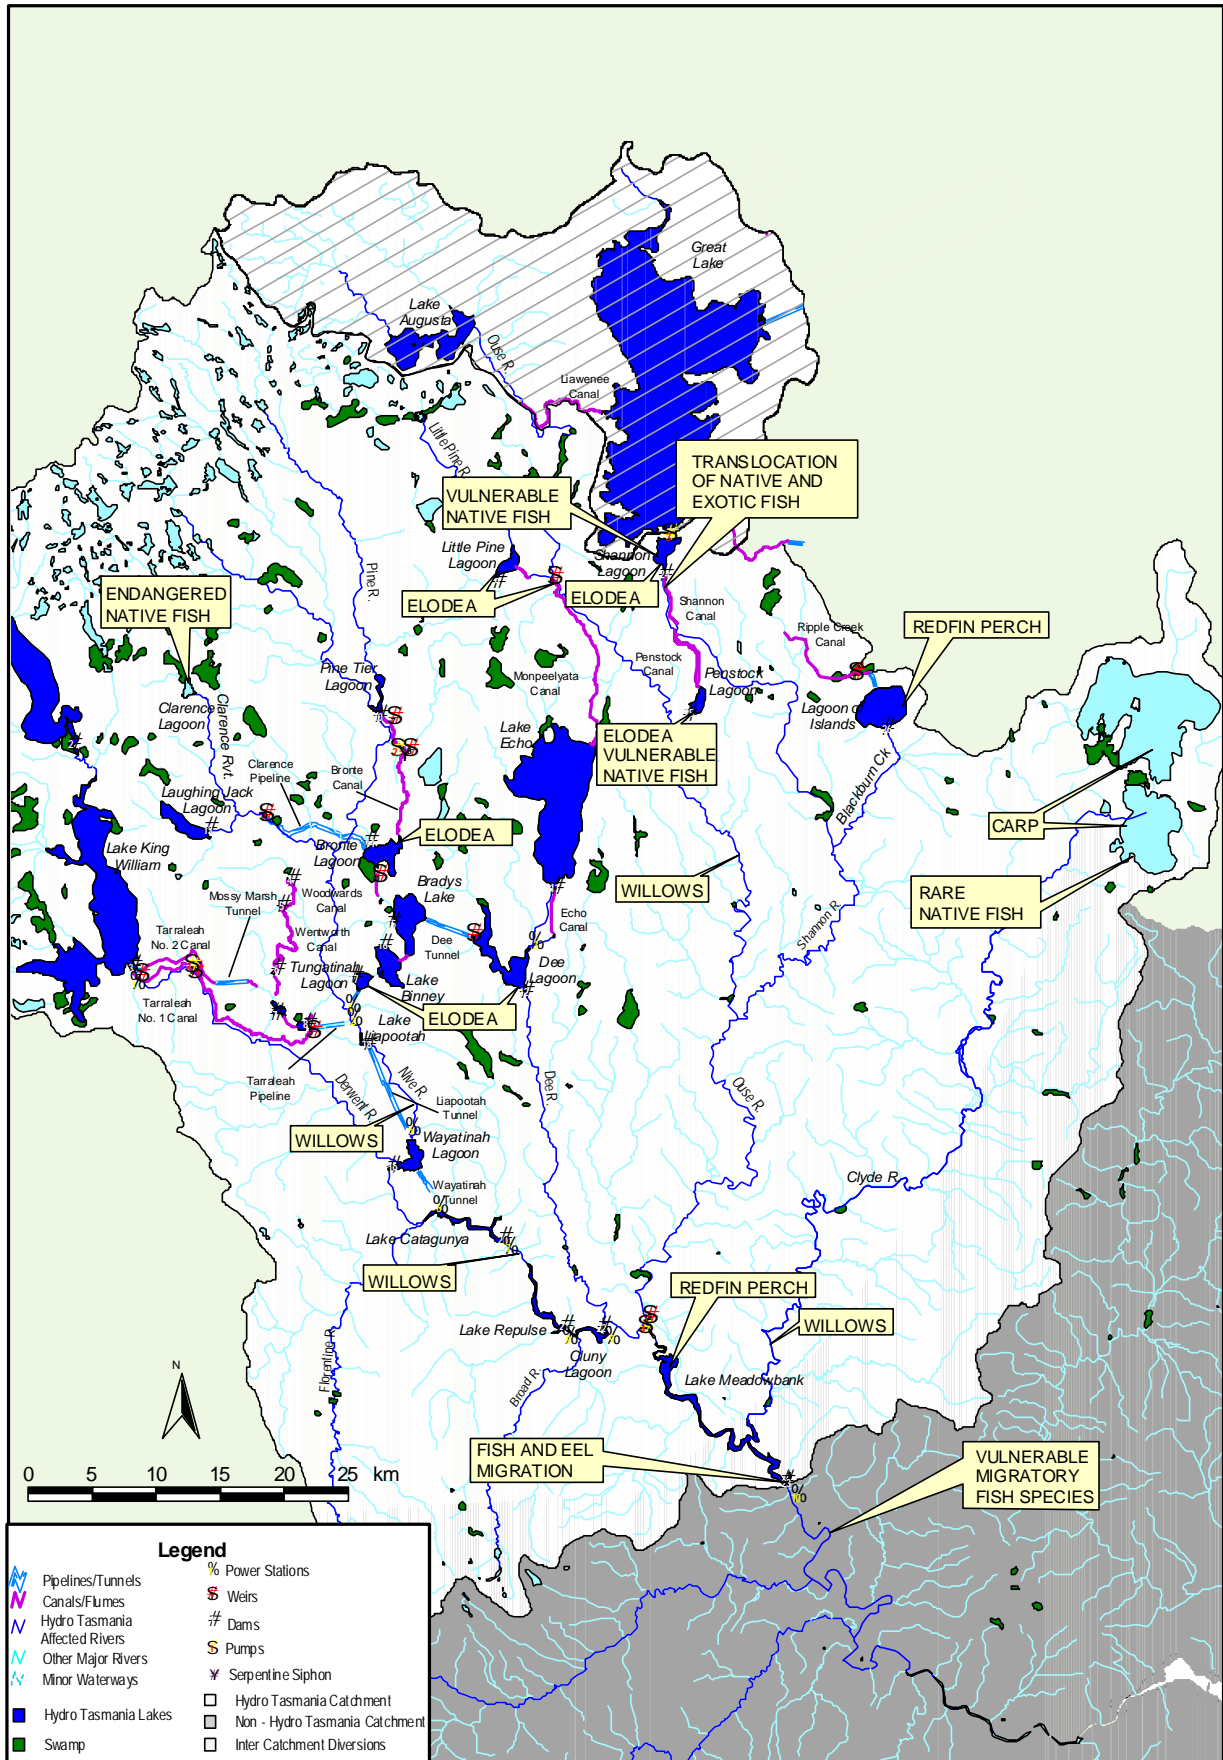 Great
Lake
Lake
Augusta
Ouse R.
Liawenee
Canal
Little Pine R.
TRANSLOCATION
OF NATIVE AND
EXOTIC FISH
VULNERABLE
NATIVE FISH
Little Pine
Lagoon
Shannon
Lagoon
ELODEA
ELODEA
Pine R.
ENDANGERED
NATIVE FISH
Shannon
Canal
Ripple Creek
Canal
REDFIN PERCH
Penstock
Canal
Penstock
Lagoon
Pine Tier
Lagoon
Monpeelyata
Canal
Lagoon of
Islands
Clarence
Lagoon
Clarence Rvt.
Lake
Echo
ELODEA
VULNERABLE
NATIVE FISH
Clarence
Pipeline
Bronte
Canal
Blackburn Ck
Laughing Jack
Lagoon
CARP
ELODEA
Lake King
William
Bronte
Lagoon
Bradys
Lake
WILLOWS
RARE
NATIVE FISH
Mossy Marsh
Tunnel
Woodwards
Canal
Wentworth
Canal
Echo
Canal
Shannon R.
Tarraleah
No. 2 Canal
Dee
Tunnel
Tungatinah
Lagoon
Dee
Lagoon
Lake
Binney
Tarraleah
No. 1 Canal
ELODEA
Lake
Liapootah
Tarraleah
Pipeline
Derwent R.
Nive R.
Liapootah
Tunnel
Dee R.
Ouse R.
WILLOWS
Wayatinah
Lagoon
Clyde R.
Wayatinah
Tunnel
Lake Catagunya
WILLOWS
REDFIN PERCH
Lake Repulse
WILLOWS
Cluny
Lagoon
Florentine R.
Broad R.
Lake Meadowbank
N
FISH AND EEL
MIGRATION
VULNERABLE
MIGRATORY
FISH SPECIES
0 5 10 15 20 25 km
Legend
Pipelines/Tunnels
Canals/Flumes
Hydro Tasmania
Affected Rivers
Other Major Rivers
Minor Waterways
Hydro Tasmania Lakes
Swamp
% Power Stations
Weirs
# Dams
Pumps
Serpentine Siphon
Hydro Tasmania Catchment
Non - Hydro Tasmania Catchment
Inter Catchment Diversions